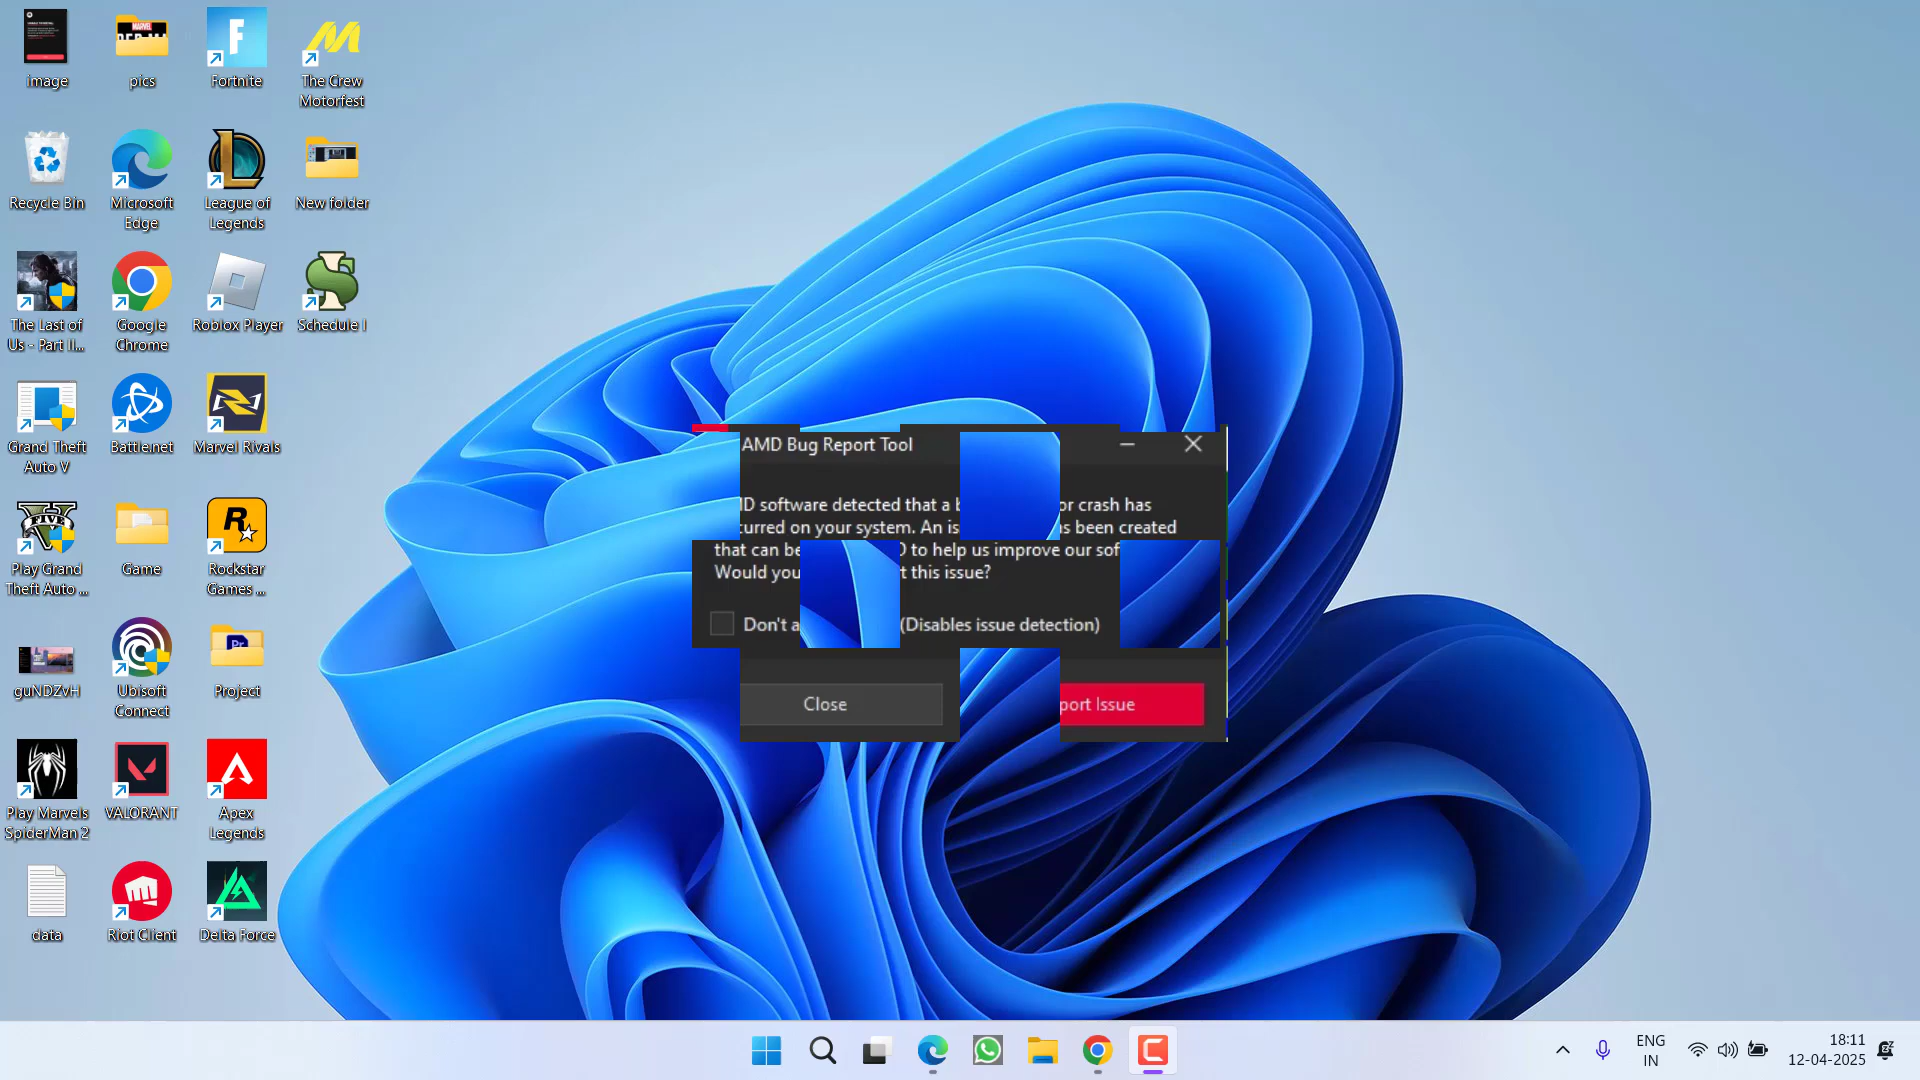 image
pics
Fortnite
The Crew
Motorfest
Recycle Bin
Microsoft
Edge
League of
Legends
New folder
The Last of
Us - Part II...
Google
Chrome
Roblox Player
Schedule I
Grand Theft
Auto V
Battle.net
Marvel Rivals
Play Grand
Theft Auto ...
Game
Rockstar
Games ...
guNDZvH
Ubisoft
Connect
Project
Play Marvels
SpiderMan 2
VALORANT
Apex
Legends
data
Riot Client
Delta Force
AMD Bug Report Tool
software detected that a or crash has
on your system. An been created
that can be to help us improve our
Would you this issue?
Don't (Disables issue detection)
Close
Issue
ENG
IN
18:11
12-04-2025